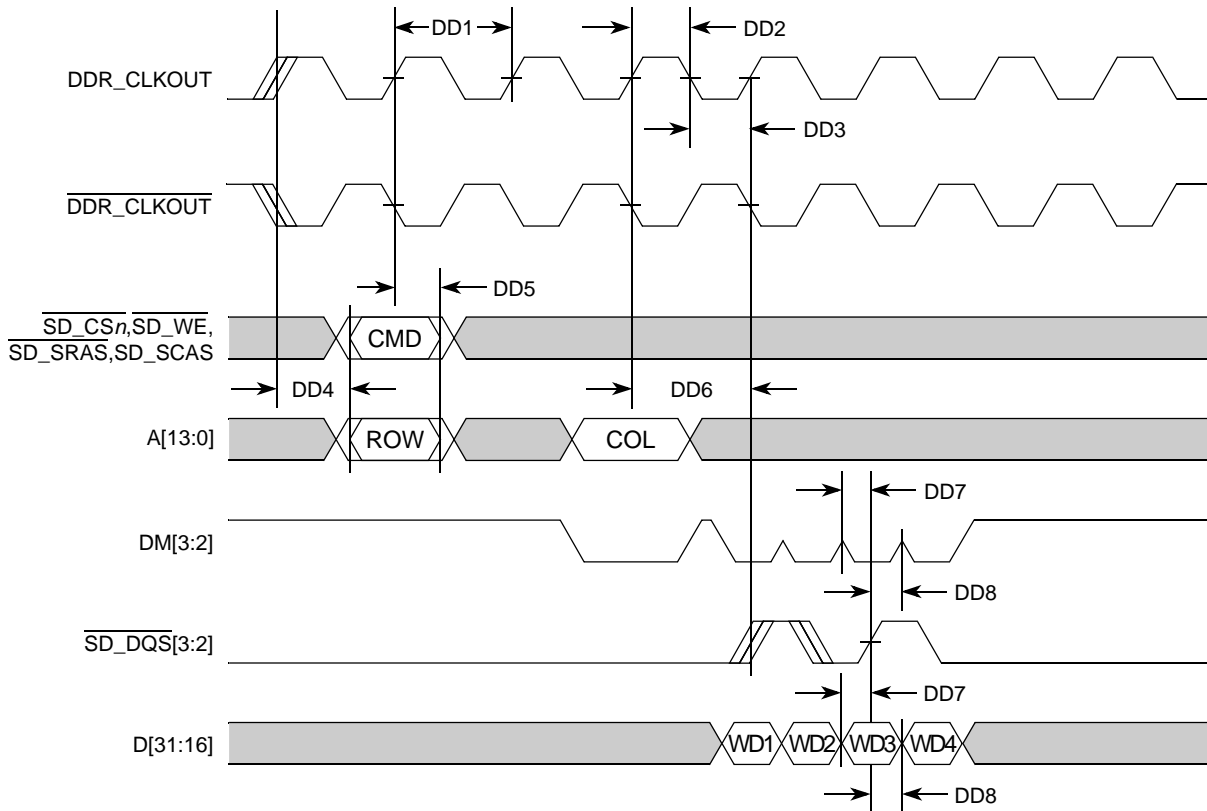 DD1
DD2
DDR_CLKOUT
DD3
DDR_CLKOUT
DD5
SD_CSn,SD_WE,
SD_SRAS,SD_SCAS
CMD
DD4
DD6
A[13:0]
ROW
COL
DD7
DM[3:2]
DD8
SD_DQS[3:2]
DD7
D[31:16]
WD1
WD2
WD3
WD4
DD8